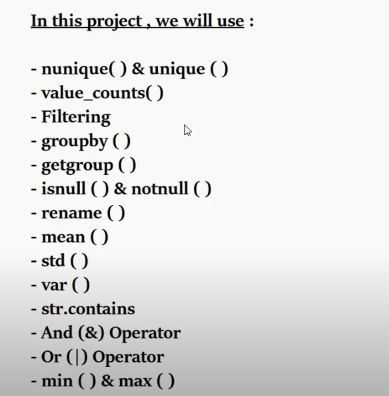 In this project , we will use :
- nunique( ) & unique ( )
- value_counts( )
- Filtering
- groupby ( )
- getgroup ( )
- isnull ( ) & notnull ( )
- rename ( )
- mean ( )
- std ( )
- var ( )
- str.contains
- And (&) Operator
- Or (|) Operator
- min ( ) & max ( )